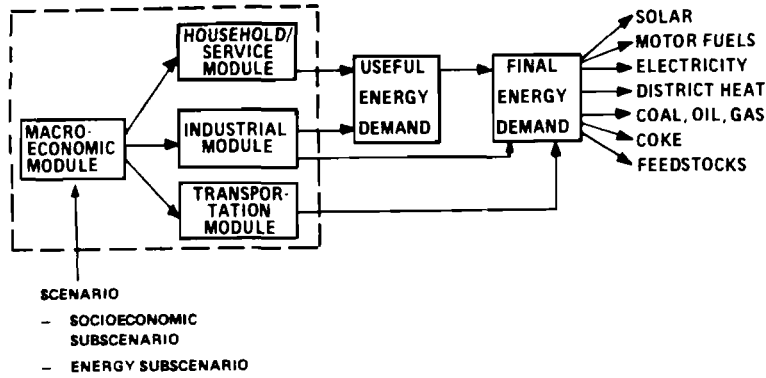 HOUSEHOLD/
SERVICE
MODULE
MACRO-
ECONOMIC
MODULE
INDUSTRIAL
MODULE
TRANSPOR-
TATION
MODULE
USEFUL
ENERGY
DEMAND
FINAL
ENERGY
DEMAND
SOLAR
MOTOR FUELS
ELECTRICITY
DISTRICT HEAT
COAL, OIL, GAS
COKE
FEEDSTOCKS
SCENARIO
– SOCIOECONOMIC
SUBSCENARIO
– ENERGY SUBSCENARIO